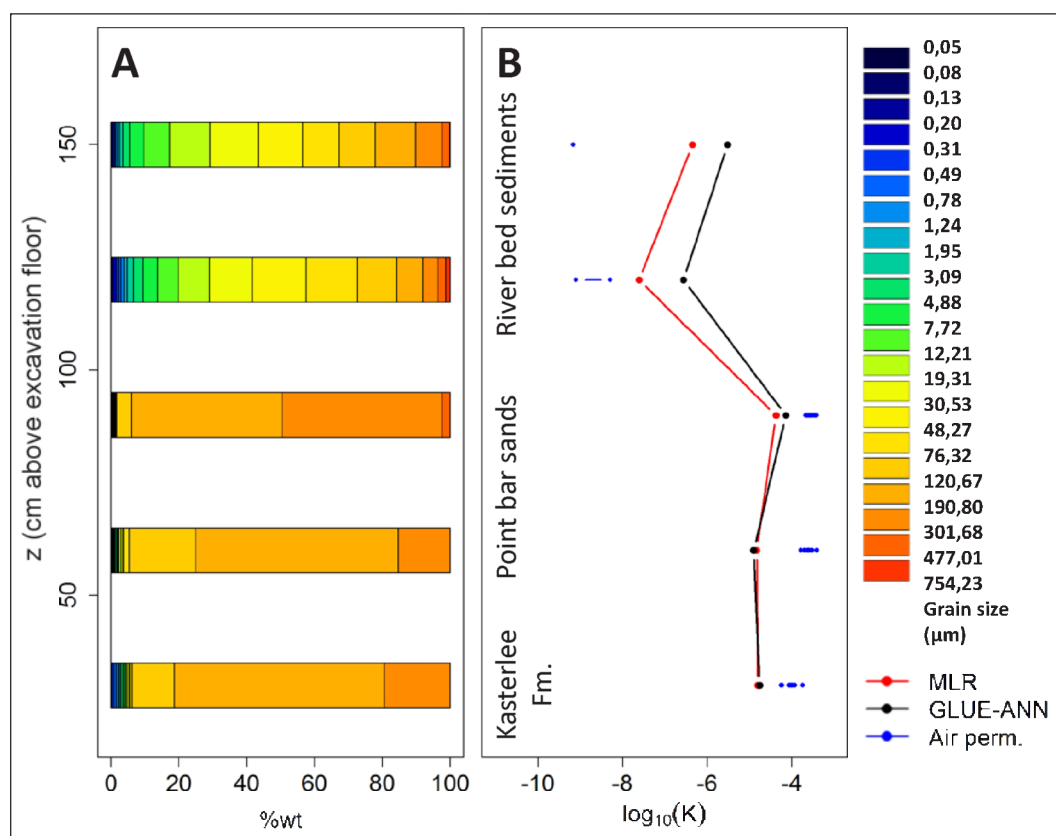 A
z (cm above excavation floor)
150
100
50
0 20 40 60 80 100
%wt
B
River bed sediments
Point bar sands
Kasterlee
Fm.
-10 -8 -6 -4
log₁₀(K)
0,05
0,08
0,13
0,20
0,31
0,49
0,78
1,24
1,95
3,09
4,88
7,72
12,21
19,31
30,53
48,27
76,32
120,67
190,80
301,68
477,01
754,23
Grain size
(µm)
MLR
GLUE-ANN
Air perm.